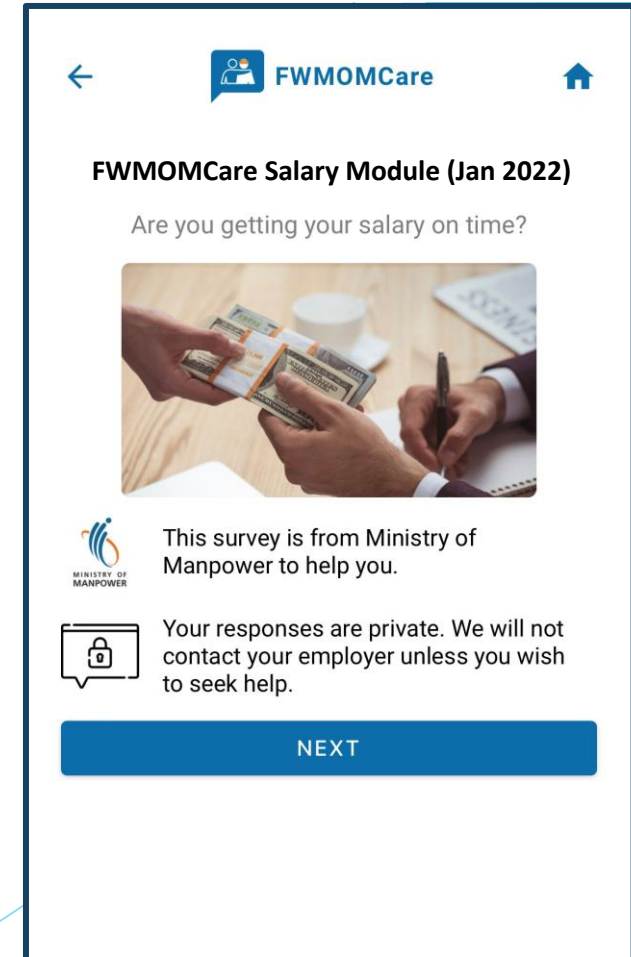 FWMOMCare
FWMOMCare Salary Module (Jan 2022)
Are you getting your salary on time?
MINISTRY OF
MANPOWER
This survey is from Ministry of
Manpower to help you.
Your responses are private. We will not
contact your employer unless you wish
to seek help.
NEXT